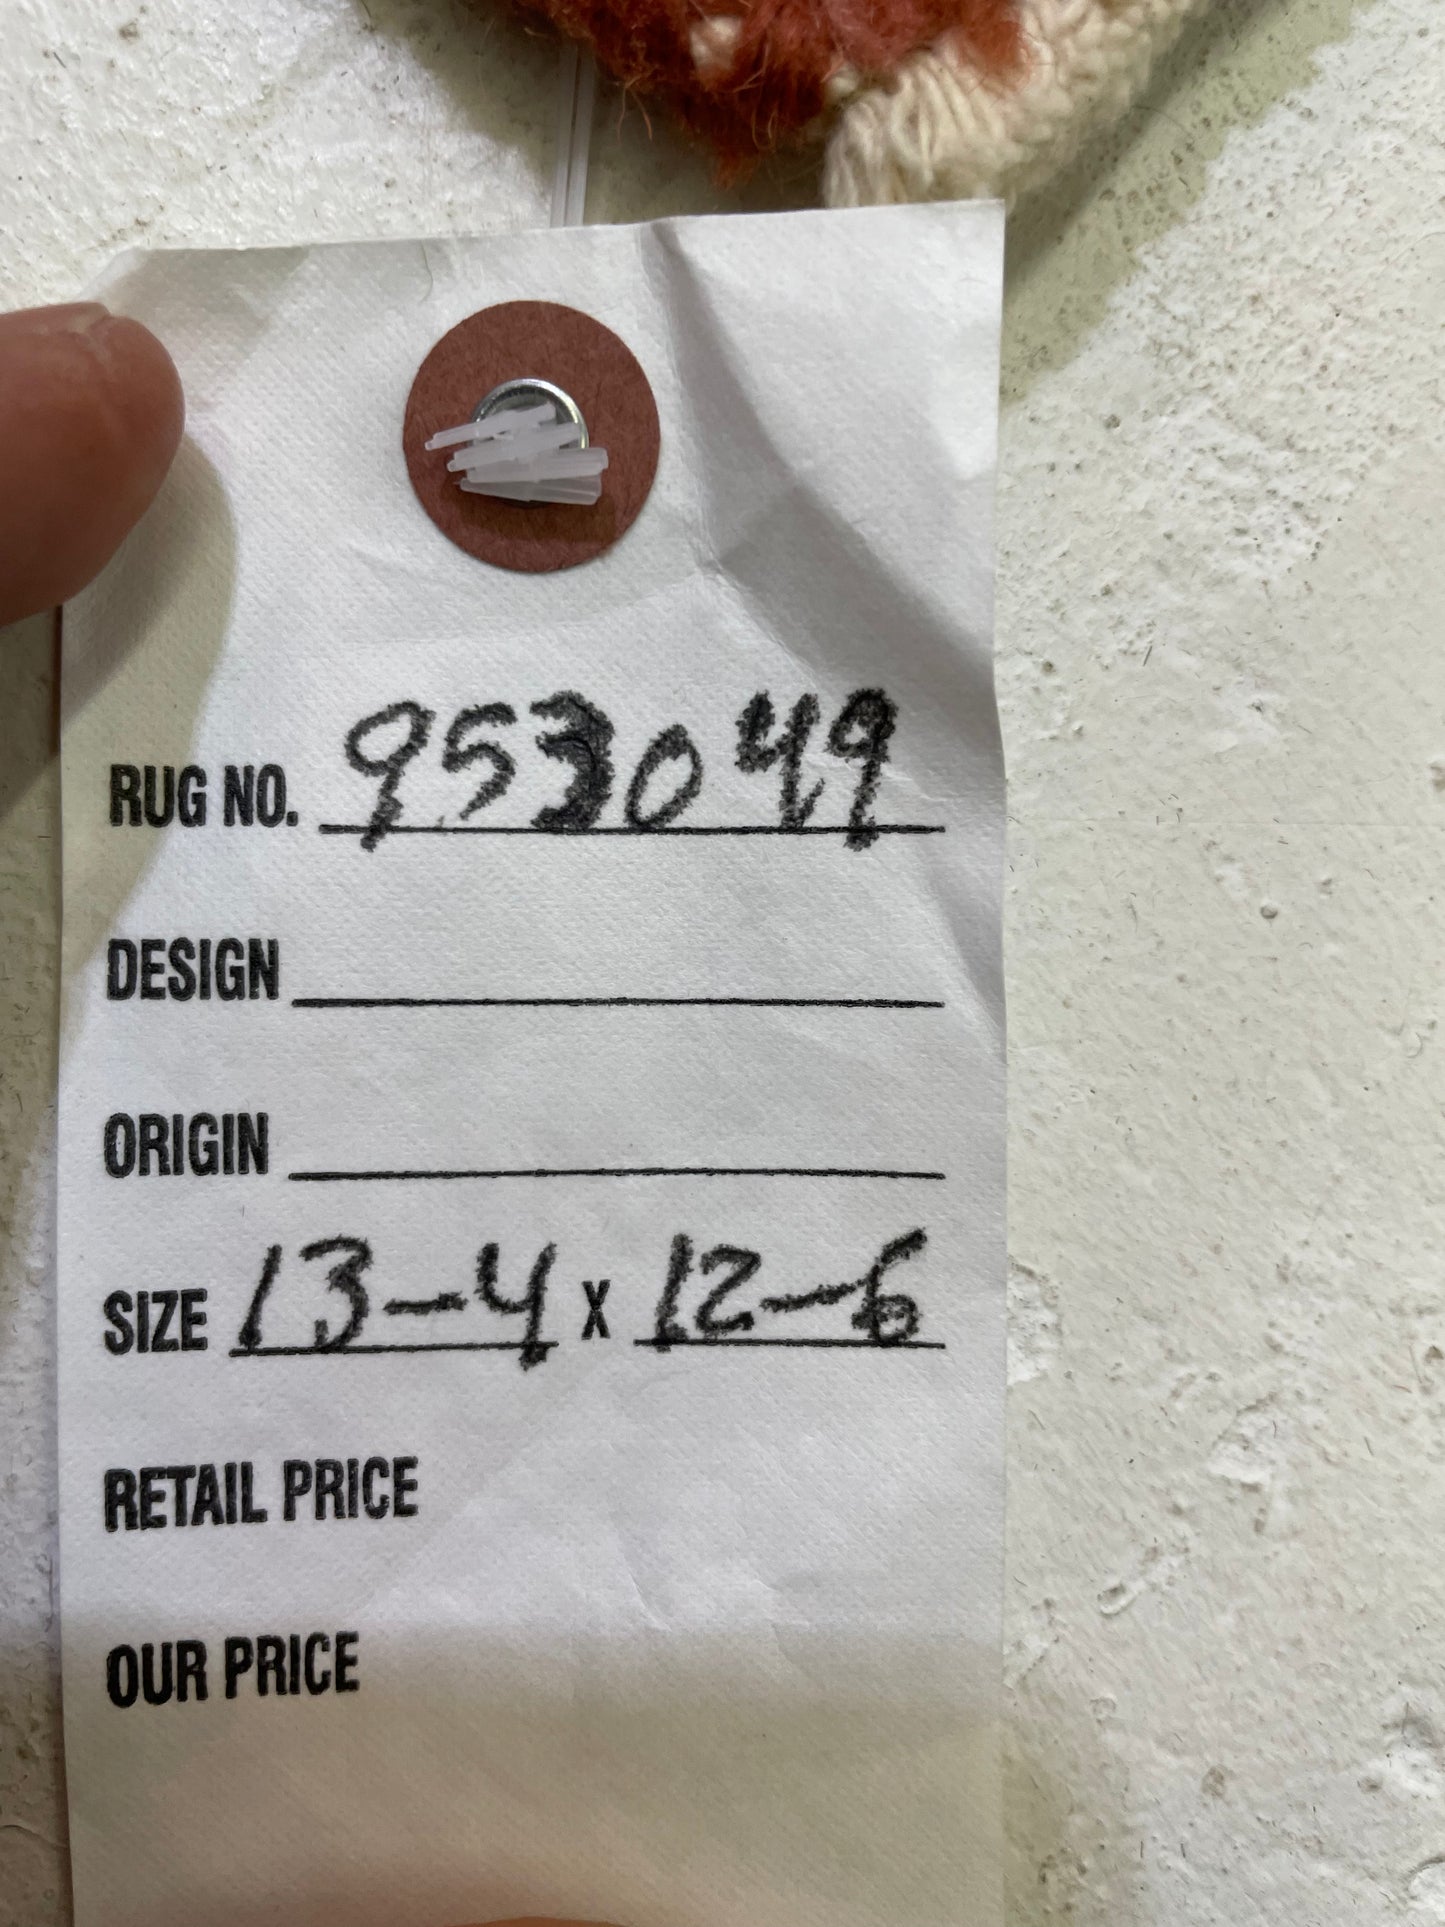 RUG NO. 953049
DESIGN
ORIGIN
SIZE 13-4 x 12-6
RETAIL PRICE
OUR PRICE